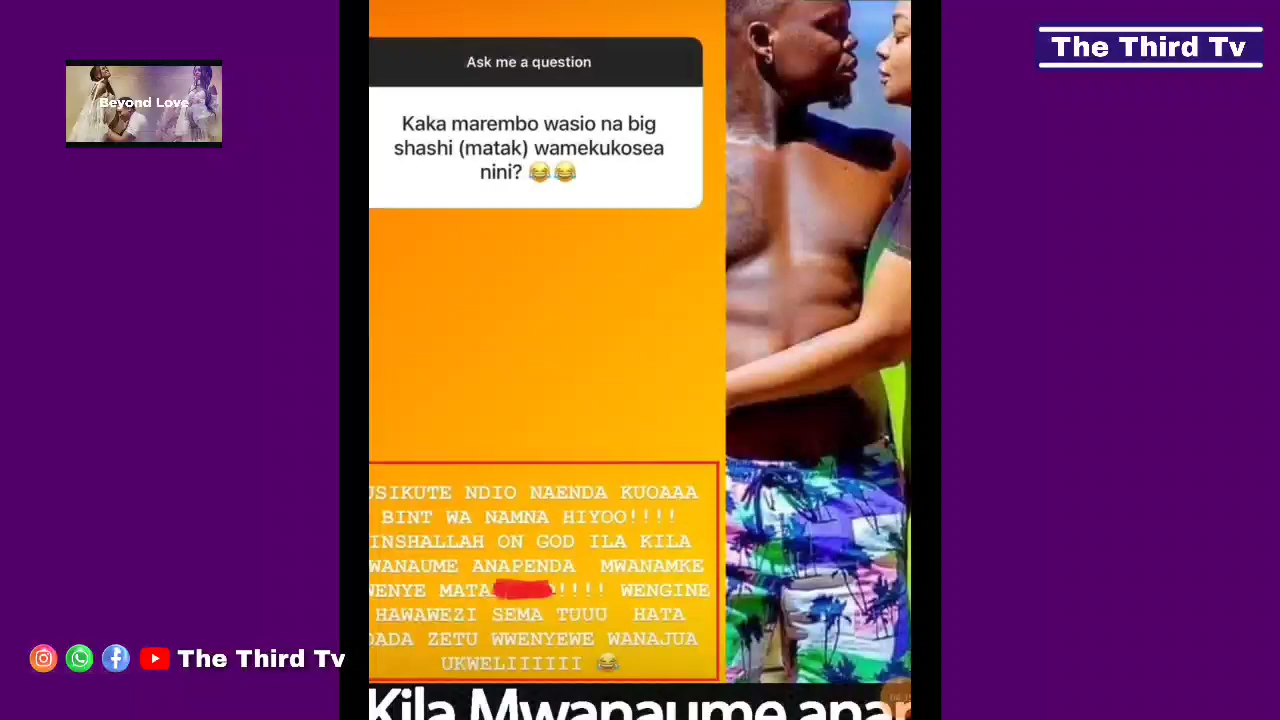 The Third Tv
Beyond Love
Ask me a question
Kaka marembo wasio na big
shashi (matak) wamekukosea
nini? 😂😂
USIKUTE NDIO NAENDA KUOAAA
BINT WA NAMNA HIYOO!!!!
INSHALLAH ON GOD ILA KILA
WANAUME ANAPENDA MWANAMKE
WENYE MATA !!!! WENGINE
HAWAWEZI SEMA TUUU HATA
DADA ZETU WWENYEWE WANAJUA
UKWELIIIIII 😂
The Third Tv
Kila Mwanaume